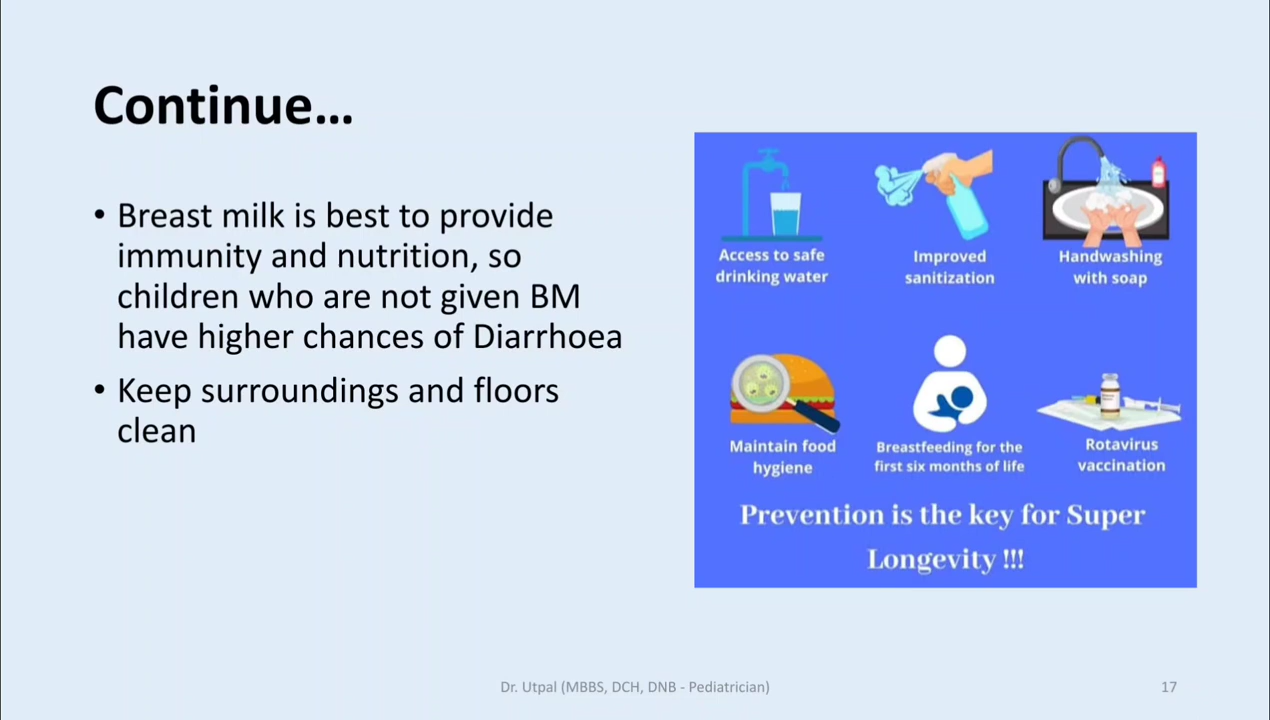 Continue…
• Breast milk is best to provide
immunity and nutrition, so
children who are not given BM
have higher chances of Diarrhoea
• Keep surroundings and floors
clean
Access to safe
drinking water
Improved
sanitization
Handwashing
with soap
Maintain food
hygiene
Breastfeeding for the
first six months of life
Rotavirus
vaccination
Prevention is the key for Super
Longevity !!!
Dr. Utpal (MBBS, DCH, DNB - Pediatrician)
17